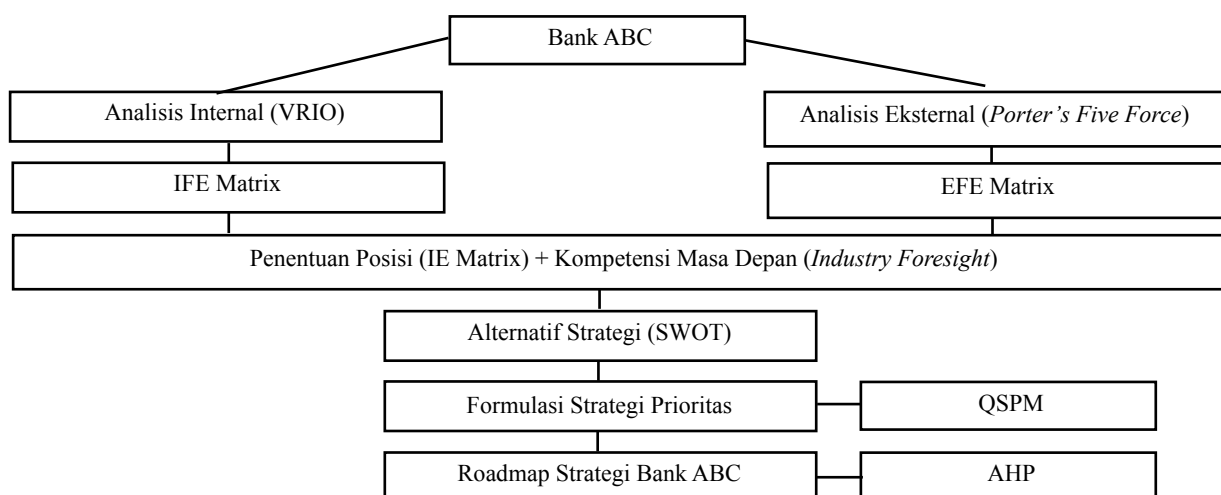 Bank ABC
Analisis Internal (VRIO)
Analisis Eksternal (Porter’s Five Force)
IFE Matrix
EFE Matrix
Penentuan Posisi (IE Matrix) + Kompetensi Masa Depan (Industry Foresight)
Alternatif Strategi (SWOT)
Formulasi Strategi Prioritas
QSPM
Roadmap Strategi Bank ABC
AHP